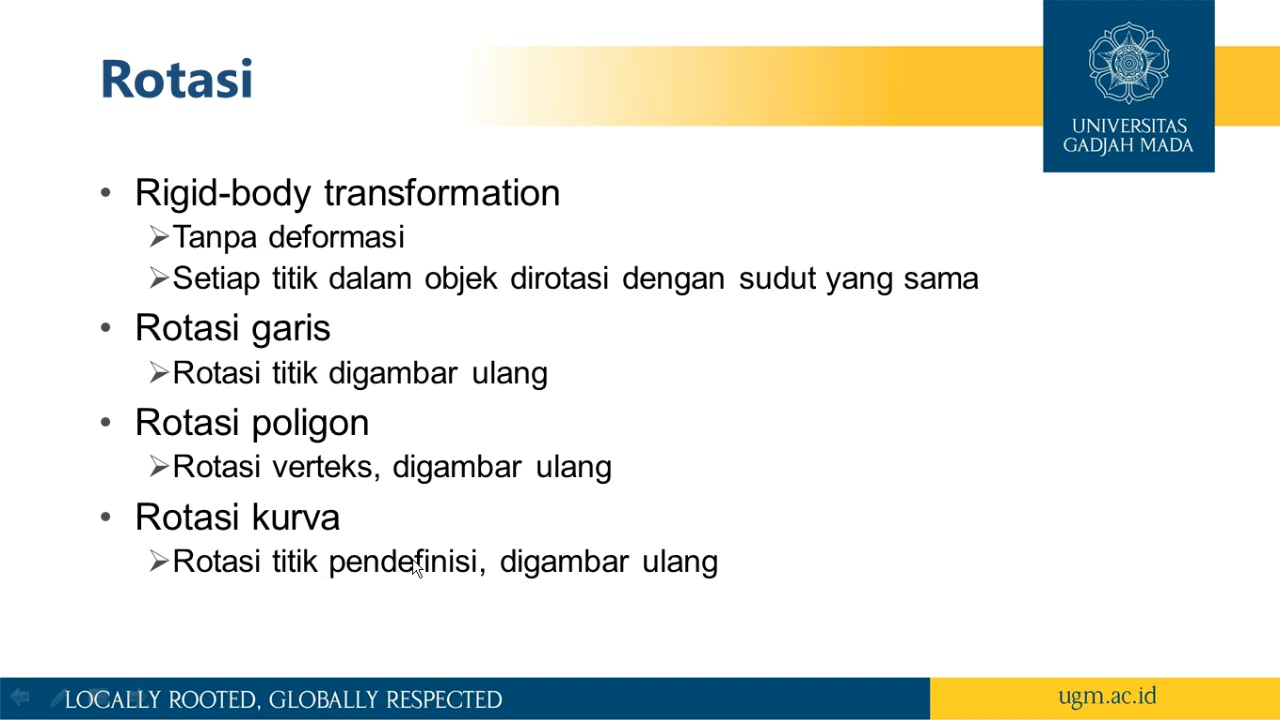 Rotasi
UNIVERSITAS
GADJAH MADA
• Rigid-body transformation
➢Tanpa deformasi
➢Setiap titik dalam objek dirotasi dengan sudut yang sama
• Rotasi garis
➢Rotasi titik digambar ulang
• Rotasi poligon
➢Rotasi verteks, digambar ulang
• Rotasi kurva
➢Rotasi titik pendefinisi, digambar ulang
LOCALLY ROOTED, GLOBALLY RESPECTED
ugm.ac.id